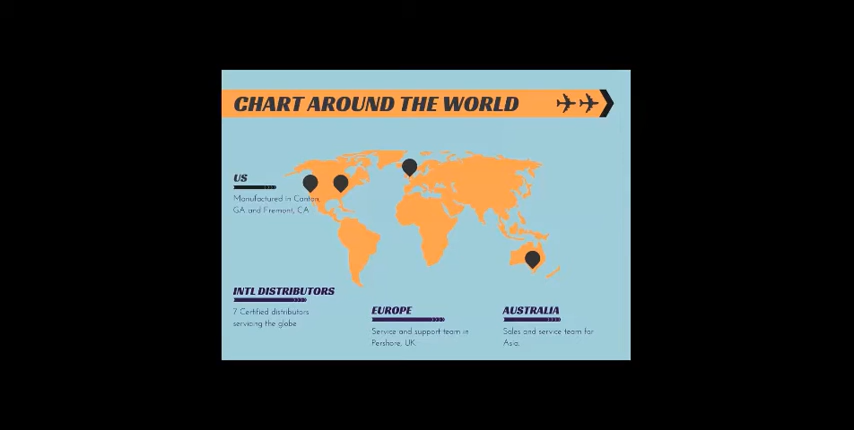 CHART AROUND THE WORLD
US
Manufactured in Canton,
GA and Fremont, CA
INTL DISTRIBUTORS
7 Certified distributors
servicing the globe
EUROPE
Service and support team in
Pershore, UK
AUSTRALIA
Sales and service team for
Asia.